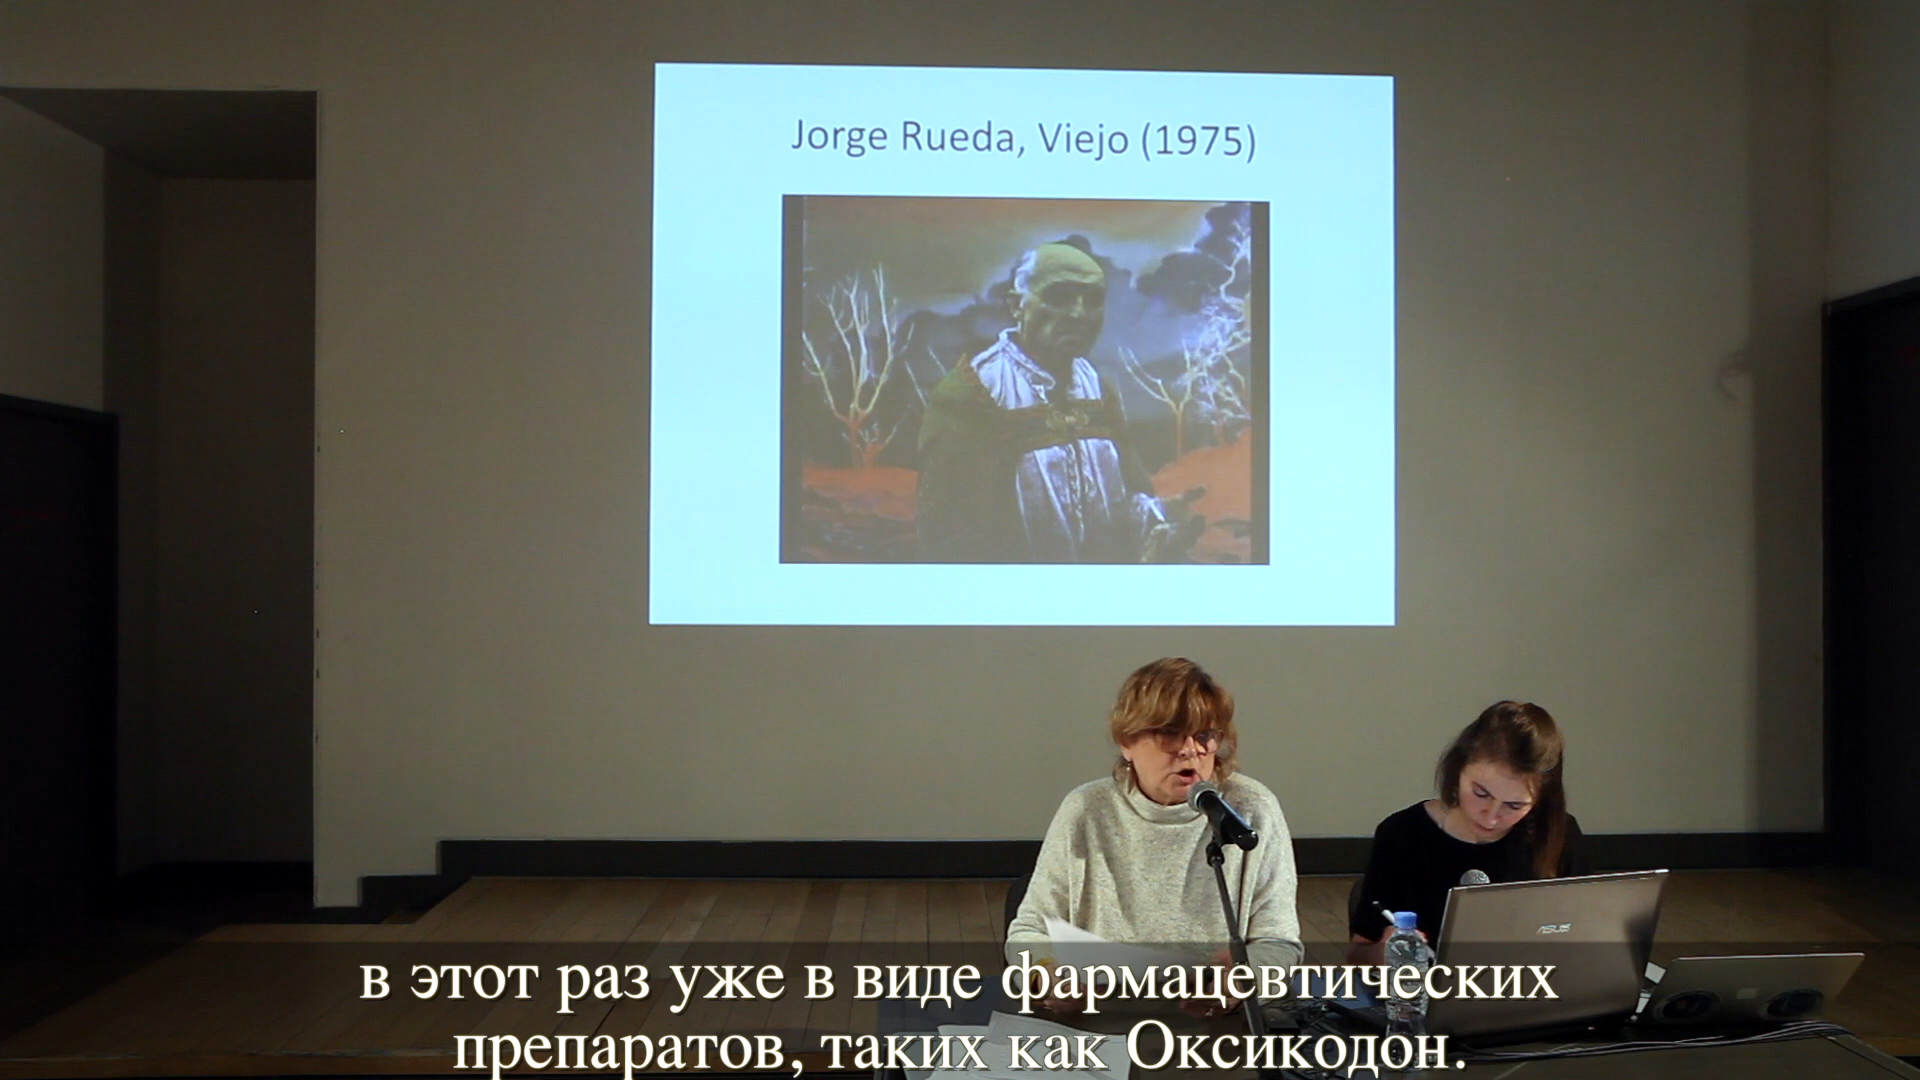 Jorge Rueda, Viejo (1975)
ASUS
в этот раз уже в виде фармацевтических
препаратов, таких как Оксикодон.